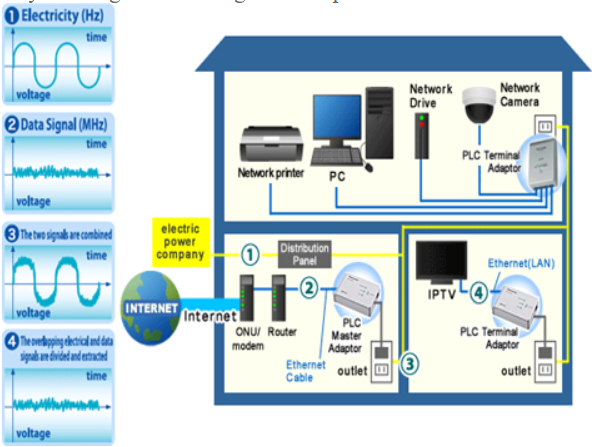 1 Electricity (Hz)
time
voltage
2 Data Signal (MHz)
time
voltage
3 The two signals are combined
time
voltage
4 The overlapping electrical and data
signals are divided and extracted
time
voltage
Network
Drive
Network
Camera
PLC Terminal
Adaptor
Network printer
PC
electric
power
company
1
Distribution
Panel
INTERNET
Internet
ONU/
modem
Router
2
PLC
Master
Adaptor
Ethernet
Cable
outlet
3
IPTV
4
Ethernet(LAN)
PLC Terminal
Adaptor
outlet